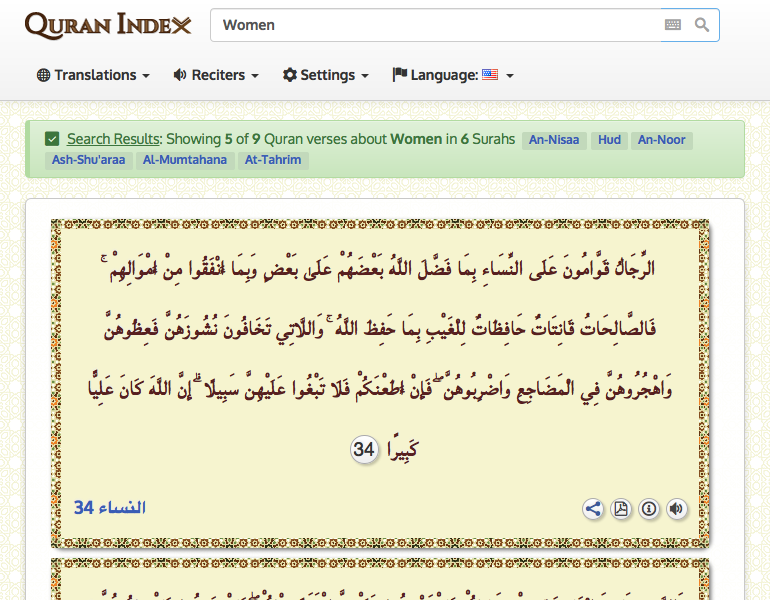 QURAN INDEX
Women
Translations
Reciters
Settings
Language:
Search Results: Showing 5 of 9 Quran verses about Women in 6 Surahs An-Nisaa Hud An-Noor
Ash-Shu'araa Al-Mumtahana At-Tahrim
الرِّجَالُ قَوَّامُونَ عَلَى النِّسَاءِ بِمَا فَضَّلَ اللَّهُ بَعْضَهُمْ عَلَىٰ بَعْضٍ وَبِمَا أَنْفَقُوا مِنْ أَمْوَالِهِمْ ۚ
فَالصَّالِحَاتُ قَانِتَاتٌ حَافِظَاتٌ لِلْغَيْبِ بِمَا حَفِظَ اللَّهُ ۚ وَاللَّاتِي تَخَافُونَ نُشُوزَهُنَّ فَعِظُوهُنَّ
وَاهْجُرُوهُنَّ فِي الْمَضَاجِعِ وَاضْرِبُوهُنَّ ۖ فَإِنْ أَطَعْنَكُمْ فَلَا تَبْغُوا عَلَيْهِنَّ سَبِيلًا ۗ إِنَّ اللَّهَ كَانَ عَلِيًّا
كَبِيرًا 34
النساء 34